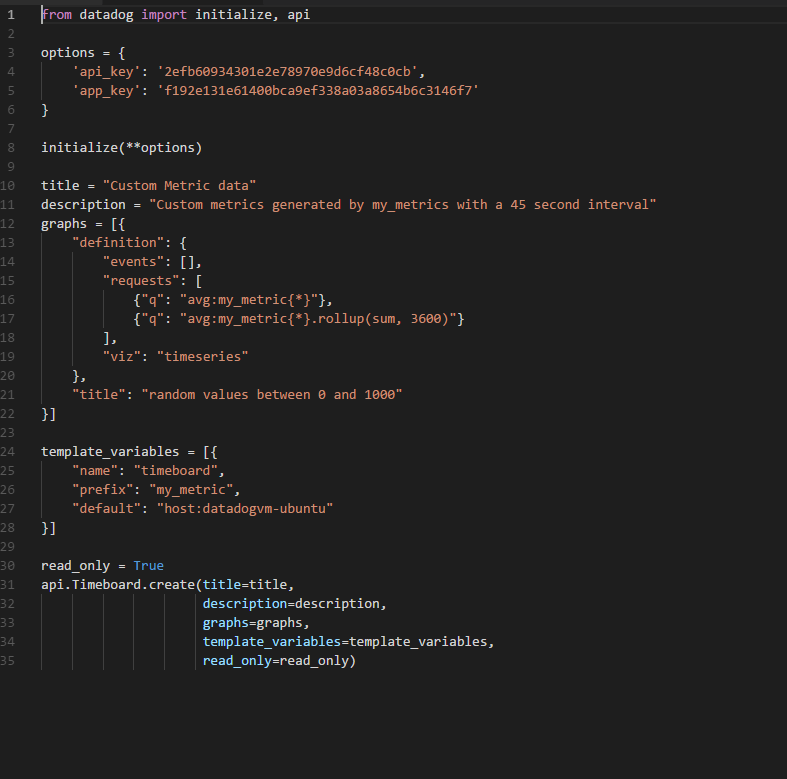 1 from datadog import initialize, api
2
3 options = {
4     'api_key': '2efb60934301e2e78970e9d6cf48c0cb',
5     'app_key': 'f192e131e61400bca9ef338a03a8654b6c3146f7'
6 }
7
8 initialize(**options)
9
10 title = "Custom Metric data"
11 description = "Custom metrics generated by my_metrics with a 45 second interval"
12 graphs = [{
13     "definition": {
14         "events": [],
15         "requests": [
16             {"q": "avg:my_metric{*}"},
17             {"q": "avg:my_metric{*}.rollup(sum, 3600)"}
18         ],
19         "viz": "timeseries"
20     },
21     "title": "random values between 0 and 1000"
22 }]
23
24 template_variables = [{
25     "name": "timeboard",
26     "prefix": "my_metric",
27     "default": "host:datadogvm-ubuntu"
28 }]
29
30 read_only = True
31 api.Timeboard.create(title=title,
32                      description=description,
33                      graphs=graphs,
34                      template_variables=template_variables,
35                      read_only=read_only)